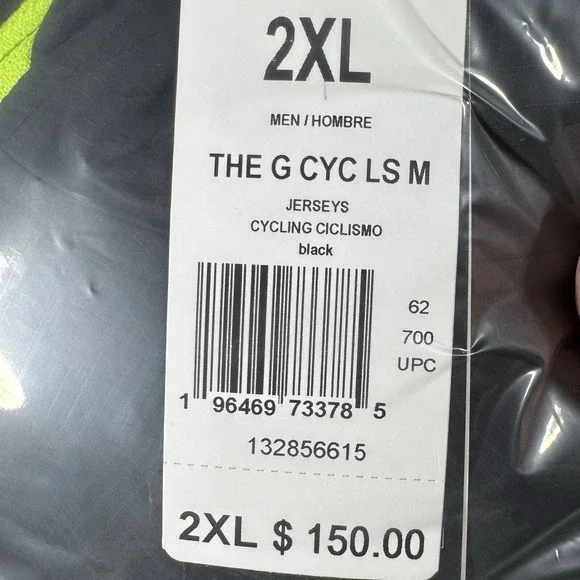 2XL
MEN / HOMBRE
THE G CYC LS M
JERSEYS
CYCLING CICLISMO
black
62
700
UPC
1 96469 73378 5
132856615
2XL $ 150.00